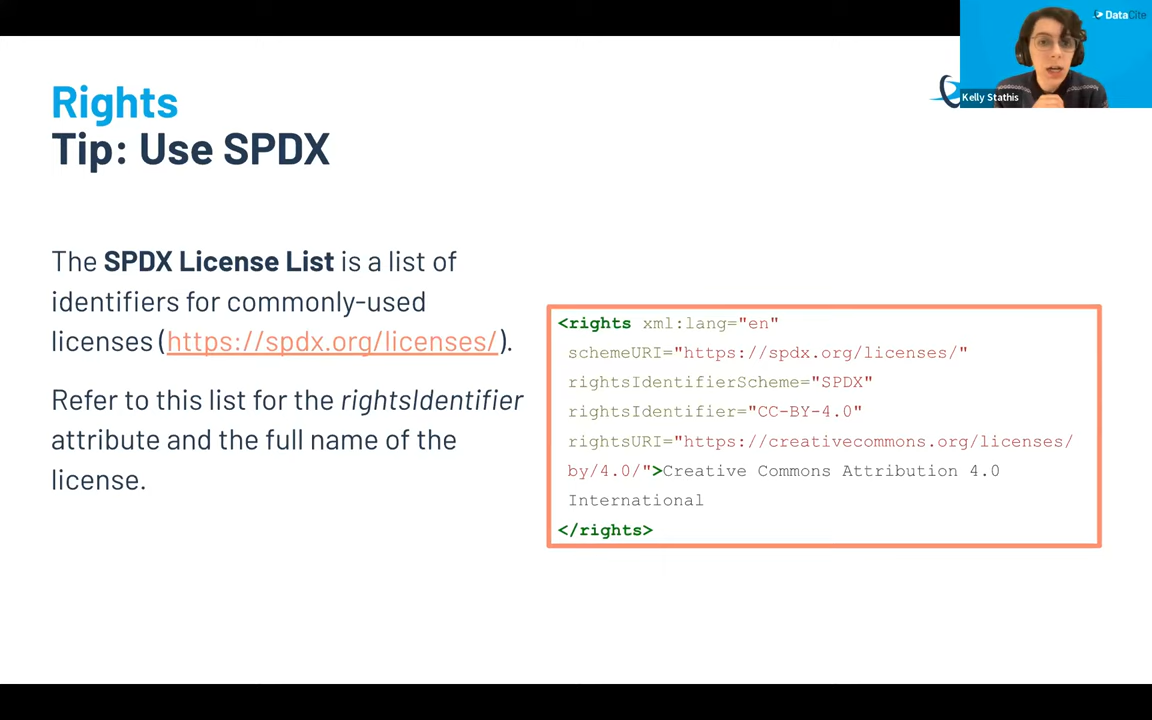 DataCite
Kelly Stathis
Rights
Tip: Use SPDX
The SPDX License List is a list of
identifiers for commonly-used
licenses (https://spdx.org/licenses/).
Refer to this list for the rightsIdentifier
attribute and the full name of the
license.
<rights xml:lang="en"
schemeURI="https://spdx.org/licenses/"
rightsIdentifierScheme="SPDX"
rightsIdentifier="CC-BY-4.0"
rightsURI="https://creativecommons.org/licenses/
by/4.0/">Creative Commons Attribution 4.0
International
</rights>